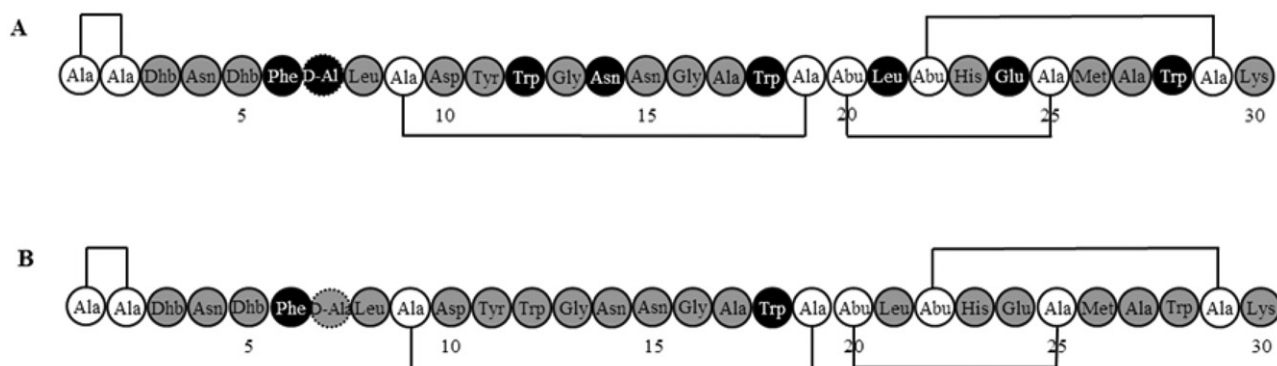 A
Ala Ala Dhb Asn Dhb Phe D-Al Leu Ala Asp Tyr Trp Gly Asn Asn Gly Ala Trp Ala Abu Leu Abu His Glu Ala Met Ala Trp Ala Lys
5 10 15 20 25 30
B
Ala Ala Dhb Asn Dhb Phe D-Ala Leu Ala Asp Tyr Trp Gly Asn Asn Gly Ala Trp Ala Abu Leu Abu His Glu Ala Met Ala Trp Ala Lys
5 10 15 20 25 30